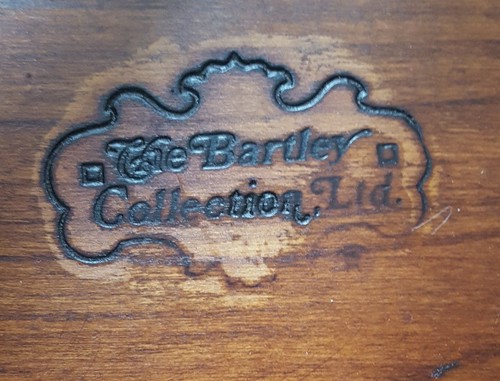 The Bartley
Collection, Ltd.